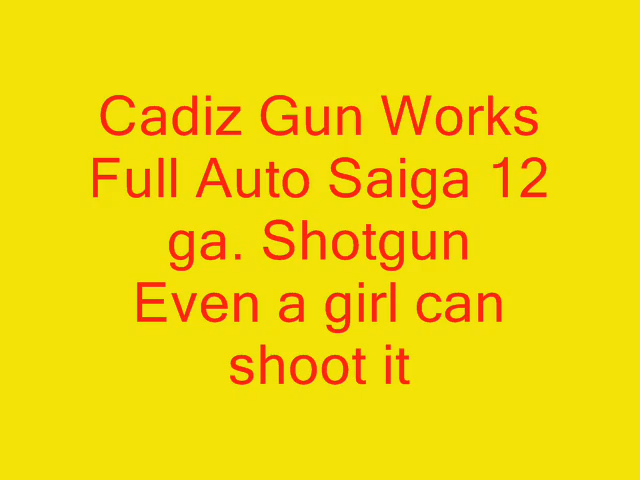 Cadiz Gun Works
Full Auto Saiga 12
ga. Shotgun
Even a girl can
shoot it